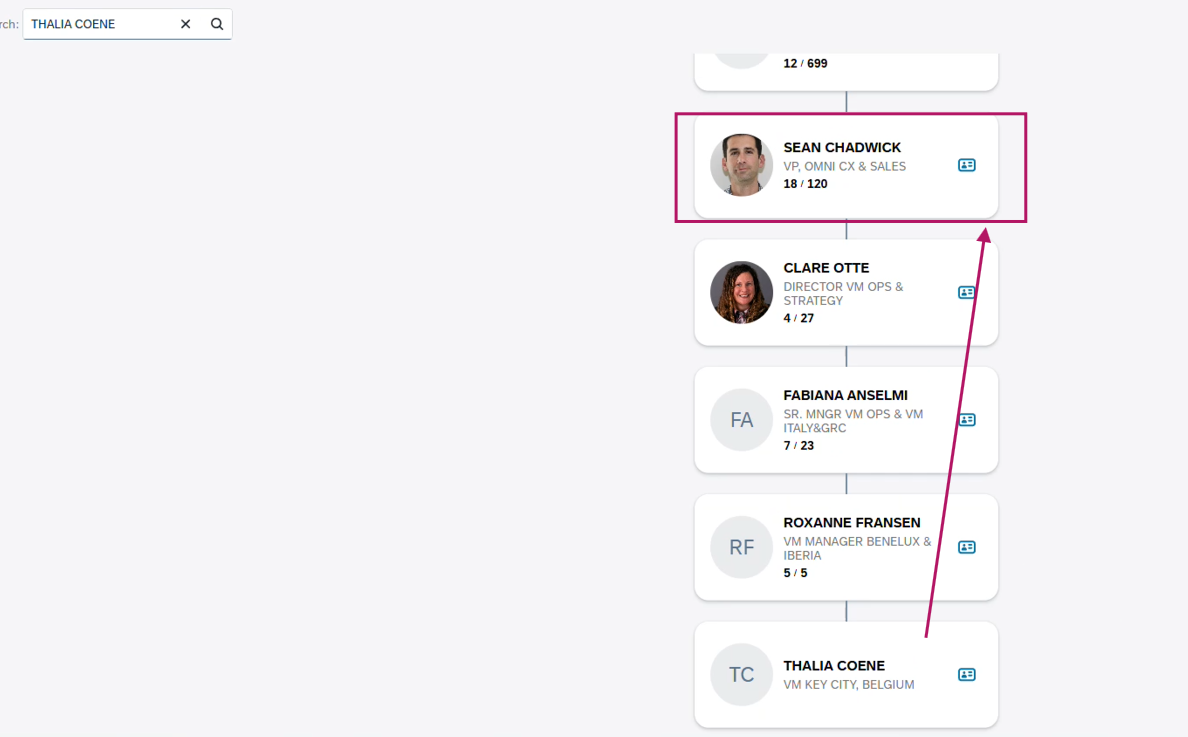 rch: THALIA COENE
12 / 699
SEAN CHADWICK
VP, OMNI CX & SALES
18 / 120
CLARE OTTE
DIRECTOR VM OPS &
STRATEGY
4 / 27
FA
FABIANA ANSELMI
SR. MNGR VM OPS & VM
ITALY&GRC
7 / 23
RF
ROXANNE FRANSEN
VM MANAGER BENELUX &
IBERIA
5 / 5
TC
THALIA COENE
VM KEY CITY, BELGIUM